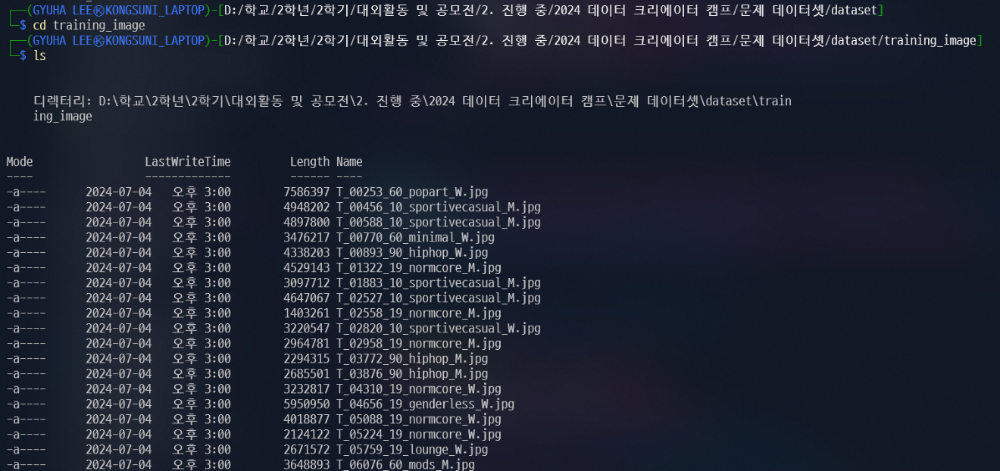 (GYUHA LEE㉿KONGSUNI_LAPTOP)-[D:/학교/2학년/2학기/대외활동 및 공모전/2. 진행 중/2024 데이터 크리에이터 캠프/문제 데이터셋/dataset]
$ cd training_image
(GYUHA LEE㉿KONGSUNI_LAPTOP)-[D:/학교/2학년/2학기/대외활동 및 공모전/2. 진행 중/2024 데이터 크리에이터 캠프/문제 데이터셋/dataset/training_image]
$ ls
디렉터리: D:\학교\2학년\2학기\대외활동 및 공모전\2. 진행 중\2024 데이터 크리에이터 캠프\문제 데이터셋\dataset\train
ing_image
Mode LastWriteTime Length Name
---- ------------- ------ ----
-a---- 2024-07-04 오후 3:00 7586397 T_00253_60_popart_W.jpg
-a---- 2024-07-04 오후 3:00 4948202 T_00456_10_sportivecasual_M.jpg
-a---- 2024-07-04 오후 3:00 4897800 T_00588_10_sportivecasual_M.jpg
-a---- 2024-07-04 오후 3:00 3476217 T_00770_60_minimal_W.jpg
-a---- 2024-07-04 오후 3:00 4338203 T_00893_90_hiphop_W.jpg
-a---- 2024-07-04 오후 3:00 4529143 T_01322_19_normcore_M.jpg
-a---- 2024-07-04 오후 3:00 3097712 T_01883_10_sportivecasual_M.jpg
-a---- 2024-07-04 오후 3:00 4647067 T_02527_10_sportivecasual_M.jpg
-a---- 2024-07-04 오후 3:00 1403261 T_02558_19_normcore_M.jpg
-a---- 2024-07-04 오후 3:00 3220547 T_02820_10_sportivecasual_W.jpg
-a---- 2024-07-04 오후 3:00 2964781 T_02958_19_normcore_M.jpg
-a---- 2024-07-04 오후 3:00 2294315 T_03772_90_hiphop_M.jpg
-a---- 2024-07-04 오후 3:00 2685501 T_03876_90_hiphop_M.jpg
-a---- 2024-07-04 오후 3:00 3232817 T_04310_19_normcore_W.jpg
-a---- 2024-07-04 오후 3:00 5950950 T_04656_19_genderless_W.jpg
-a---- 2024-07-04 오후 3:00 4018877 T_05088_19_normcore_W.jpg
-a---- 2024-07-04 오후 3:00 2124122 T_05224_19_normcore_W.jpg
-a---- 2024-07-04 오후 3:00 2671572 T_05759_19_lounge_W.jpg
-a---- 2024-07-04 오후 3:00 3648893 T_06076_60_mods_M.jpg